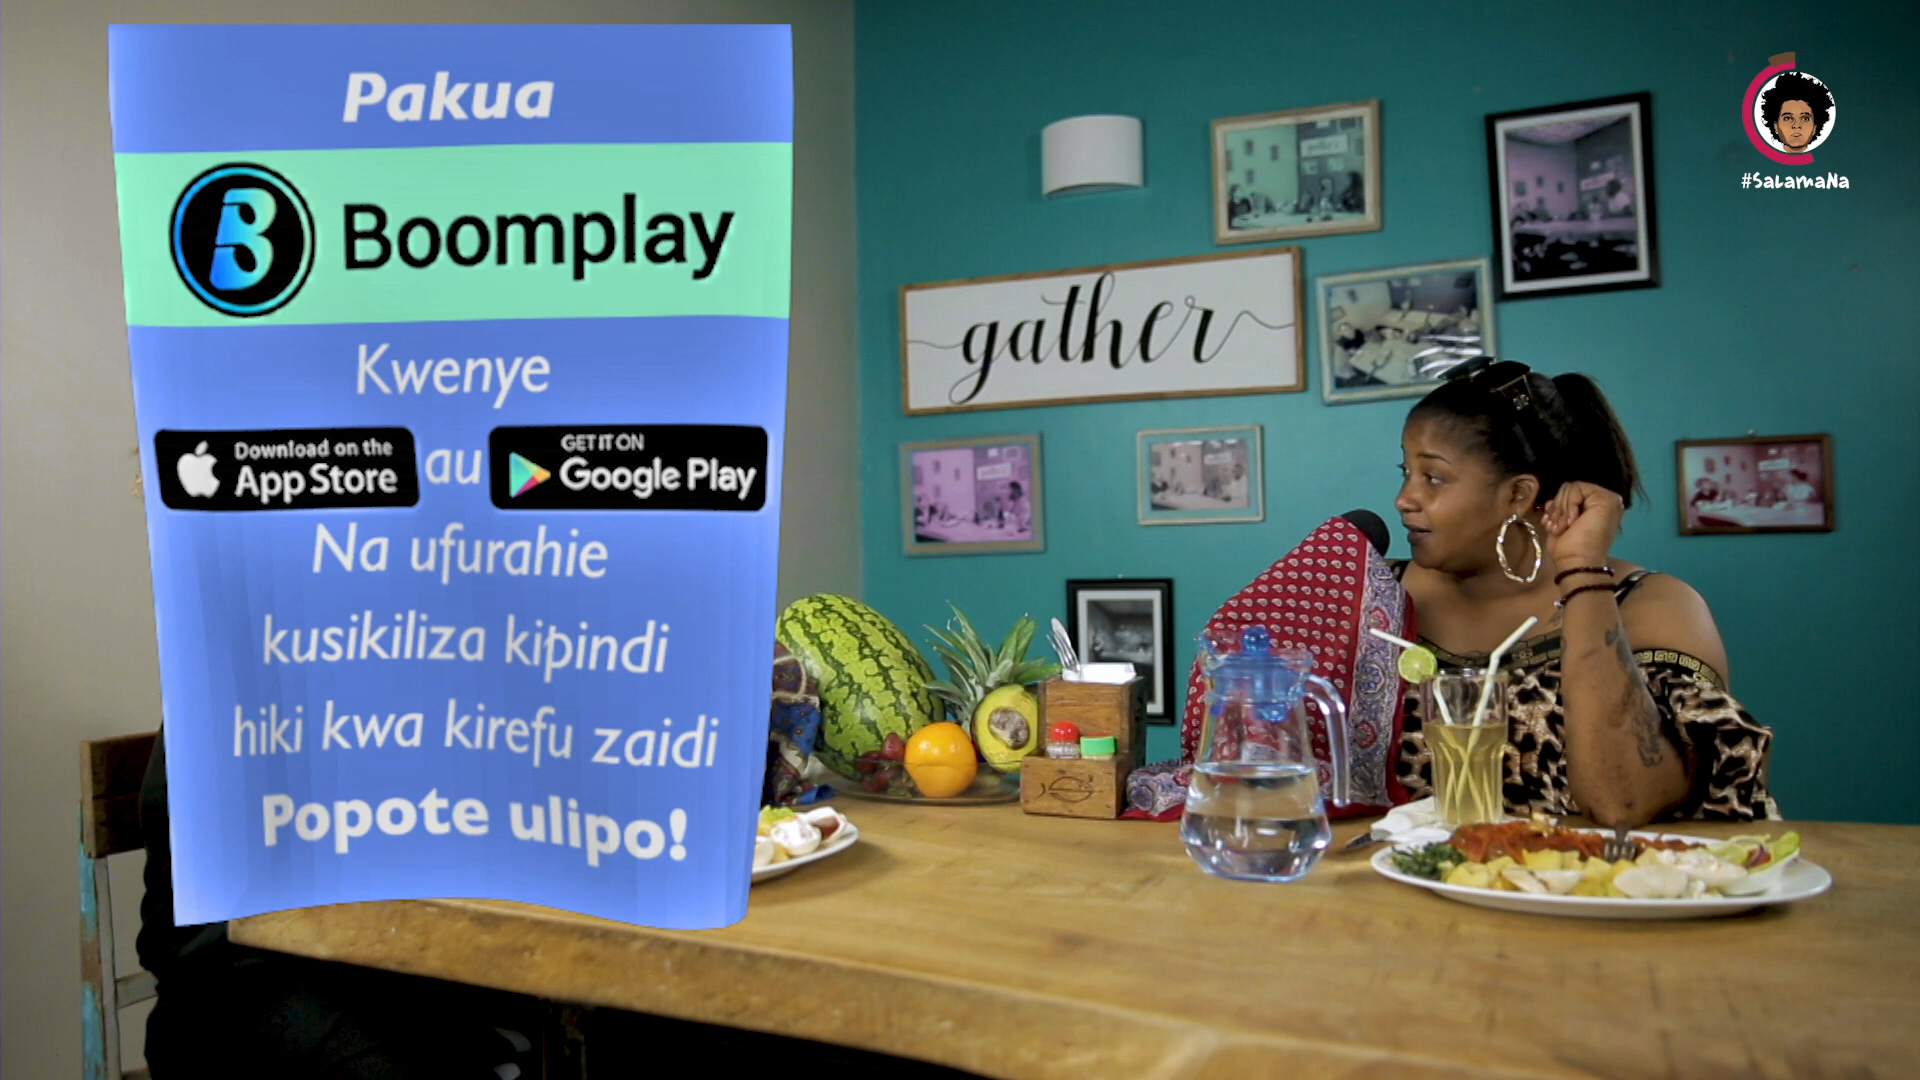 Pakua
Boomplay
Kwenye
Download on the
App Store
au
GET IT ON
Google Play
Na ufurahie
kusikiliza kipindi
hiki kwa kirefu zaidi
Popote ulipo!
gather
#SaLamaNa